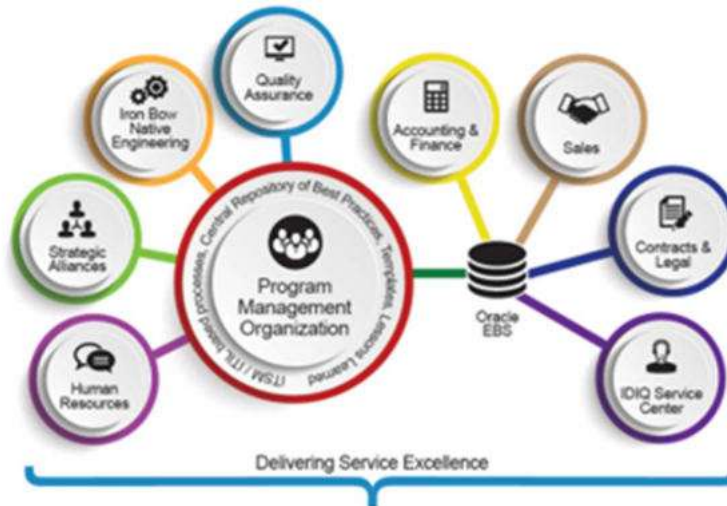 Quality
Assurance
Iron Bow
Native
Engineering
Accounting &
Finance
Sales
Strategic
Alliances
ITSM / ITIL based processes, Central Repository of Best Practices, Templates, Lessons Learned
Program
Management
Organization
Contracts &
Legal
Oracle
EBS
Human
Resources
IDIQ Service
Center
Delivering Service Excellence